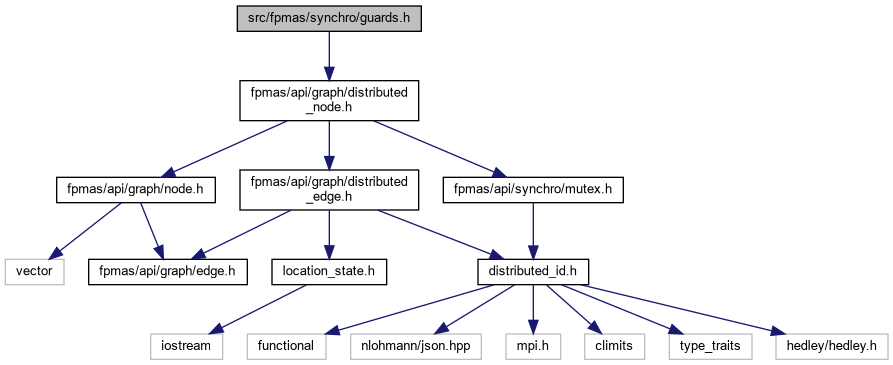 src/fpmas/synchro/guards.h
fpmas/api/graph/distributed
_node.h
fpmas/api/graph/node.h
fpmas/api/graph/distributed
_edge.h
fpmas/api/synchro/mutex.h
vector
fpmas/api/graph/edge.h
location_state.h
distributed_id.h
iostream
functional
nlohmann/json.hpp
mpi.h
climits
type_traits
hedley/hedley.h